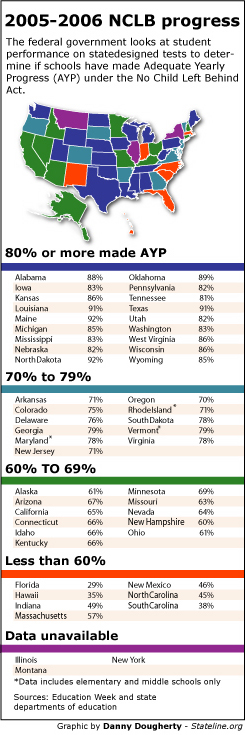 2005-2006 NCLB progress
The federal government looks at student
performance on statedesigned tests to deter-
mine if schools have made Adequate Yearly
Progress (AYP) under the No Child Left Behind
Act.
80% or more made AYP
Alabama 88% Oklahoma 89%
Iowa 83% Pennsylvania 82%
Kansas 86% Tennessee 81%
Louisiana 91% Texas 91%
Maine 92% Utah 82%
Michigan 85% Washington 83%
Mississippi 83% West Virginia 86%
Nebraska 82% Wisconsin 86%
North Dakota 92% Wyoming 85%
70% to 79%
Arkansas 71% Oregon 70%
Colorado 75% Rhode Island* 71%
Delaware 76% South Dakota 78%
Georgia 79% Vermont* 79%
Maryland* 78% Virginia 78%
New Jersey 71%
60% TO 69%
Alaska 61% Minnesota 69%
Arizona 67% Missouri 63%
California 65% Nevada 64%
Connecticut 66% New Hampshire 60%
Idaho 66% Ohio 61%
Kentucky 66%
Less than 60%
Florida 29% New Mexico 46%
Hawaii 35% North Carolina 45%
Indiana 49% South Carolina 38%
Massachusetts 57%
Data unavailable
Illinois New York
Montana
*Data includes elementary and middle schools only
Sources: Education Week and state
departments of education
Graphic by Danny Dougherty - Stateline.org